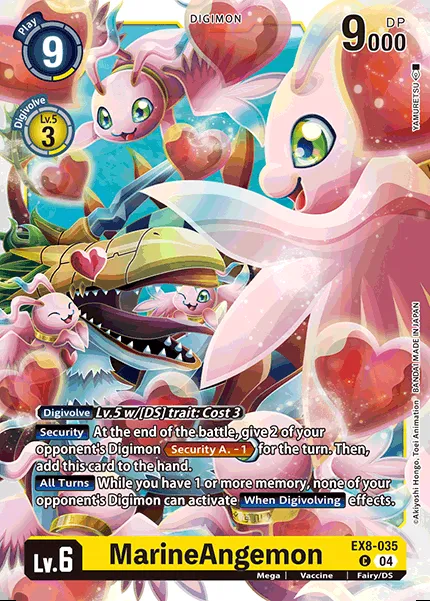 DIGIMON
Play
9
DP
9000
YAMURETSU
Digivolve
Lv.5
3
©Akiyoshi Hongo, Toei Animation BANDAI MADE IN JAPAN
Digivolve Lv.5 w/[DS] trait: Cost 3
Security At the end of the battle, give 2 of your
opponent's Digimon Security A. -1 for the turn. Then,
add this card to the hand.
All Turns While you have 1 or more memory, none of your
opponent's Digimon can activate When Digivolving effects.
Lv.6
MarineAngemon
EX8-035
C 04
Mega | Vaccine | Fairy/DS